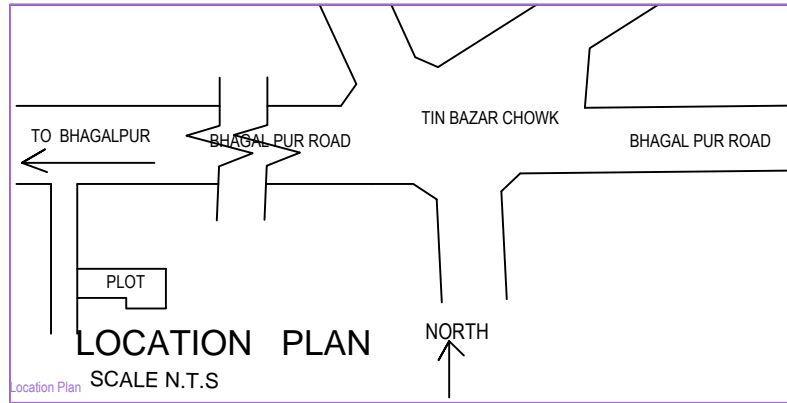 TIN BAZAR CHOWK
TO BHAGALPUR
BHAGAL PUR ROAD
BHAGAL PUR ROAD
PLOT
NORTH
LOCATION PLAN
SCALE N.T.S
Location Plan